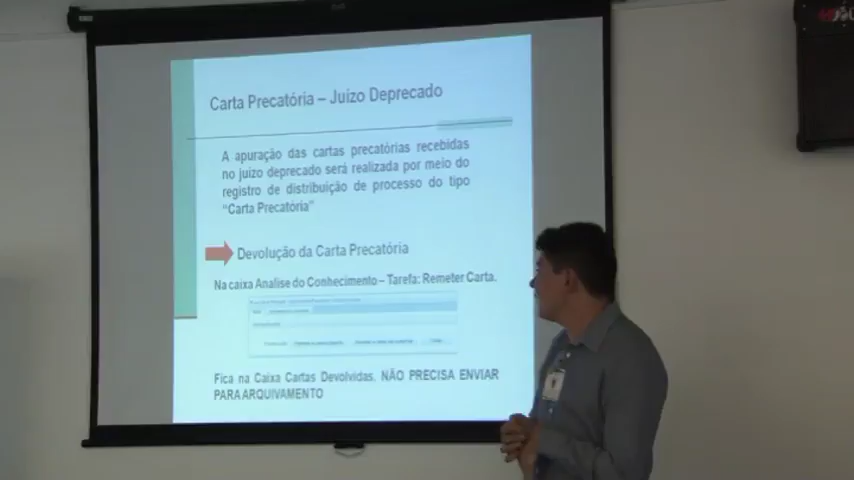 Carta Precatória – Juízo Deprecado
A apuração das cartas precatórias recebidas
no juízo deprecado será realizada por meio do
registro de distribuição de processo do tipo
“Carta Precatória”
Devolução da Carta Precatória
Na caixa Analise do Conhecimento – Tarefa: Remeter Carta.
Fica na Caixa Cartas Devolvidas. NÃO PRECISA ENVIAR
PARA ARQUIVAMENTO